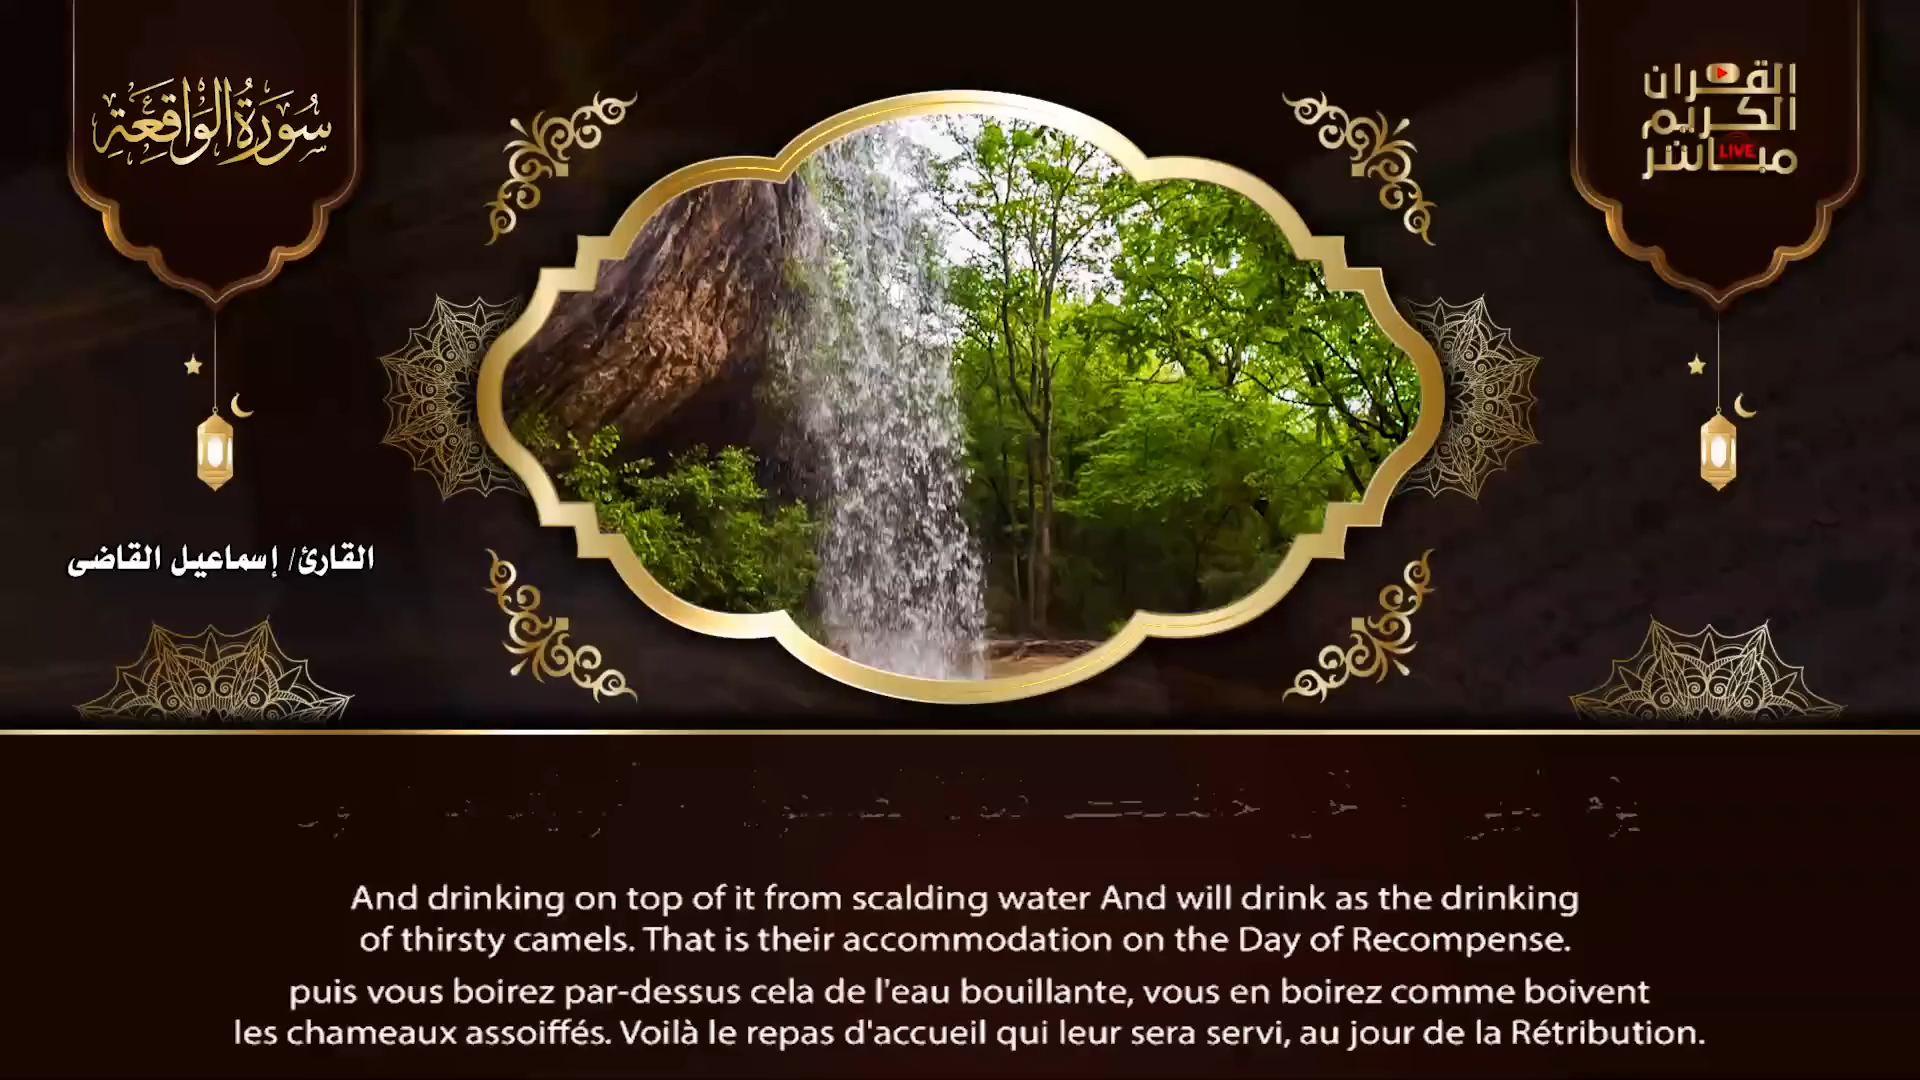 سُورَةُ الوَاقِعَةِ
القران
الكريم
مباشر
LIVE
القارئ/ إسماعيل القاضى
And drinking on top of it from scalding water And will drink as the drinking
of thirsty camels. That is their accommodation on the Day of Recompense.
puis vous boirez par-dessus cela de l'eau bouillante, vous en boirez comme boivent
les chameaux assoiffés. Voilà le repas d'accueil qui leur sera servi, au jour de la Rétribution.